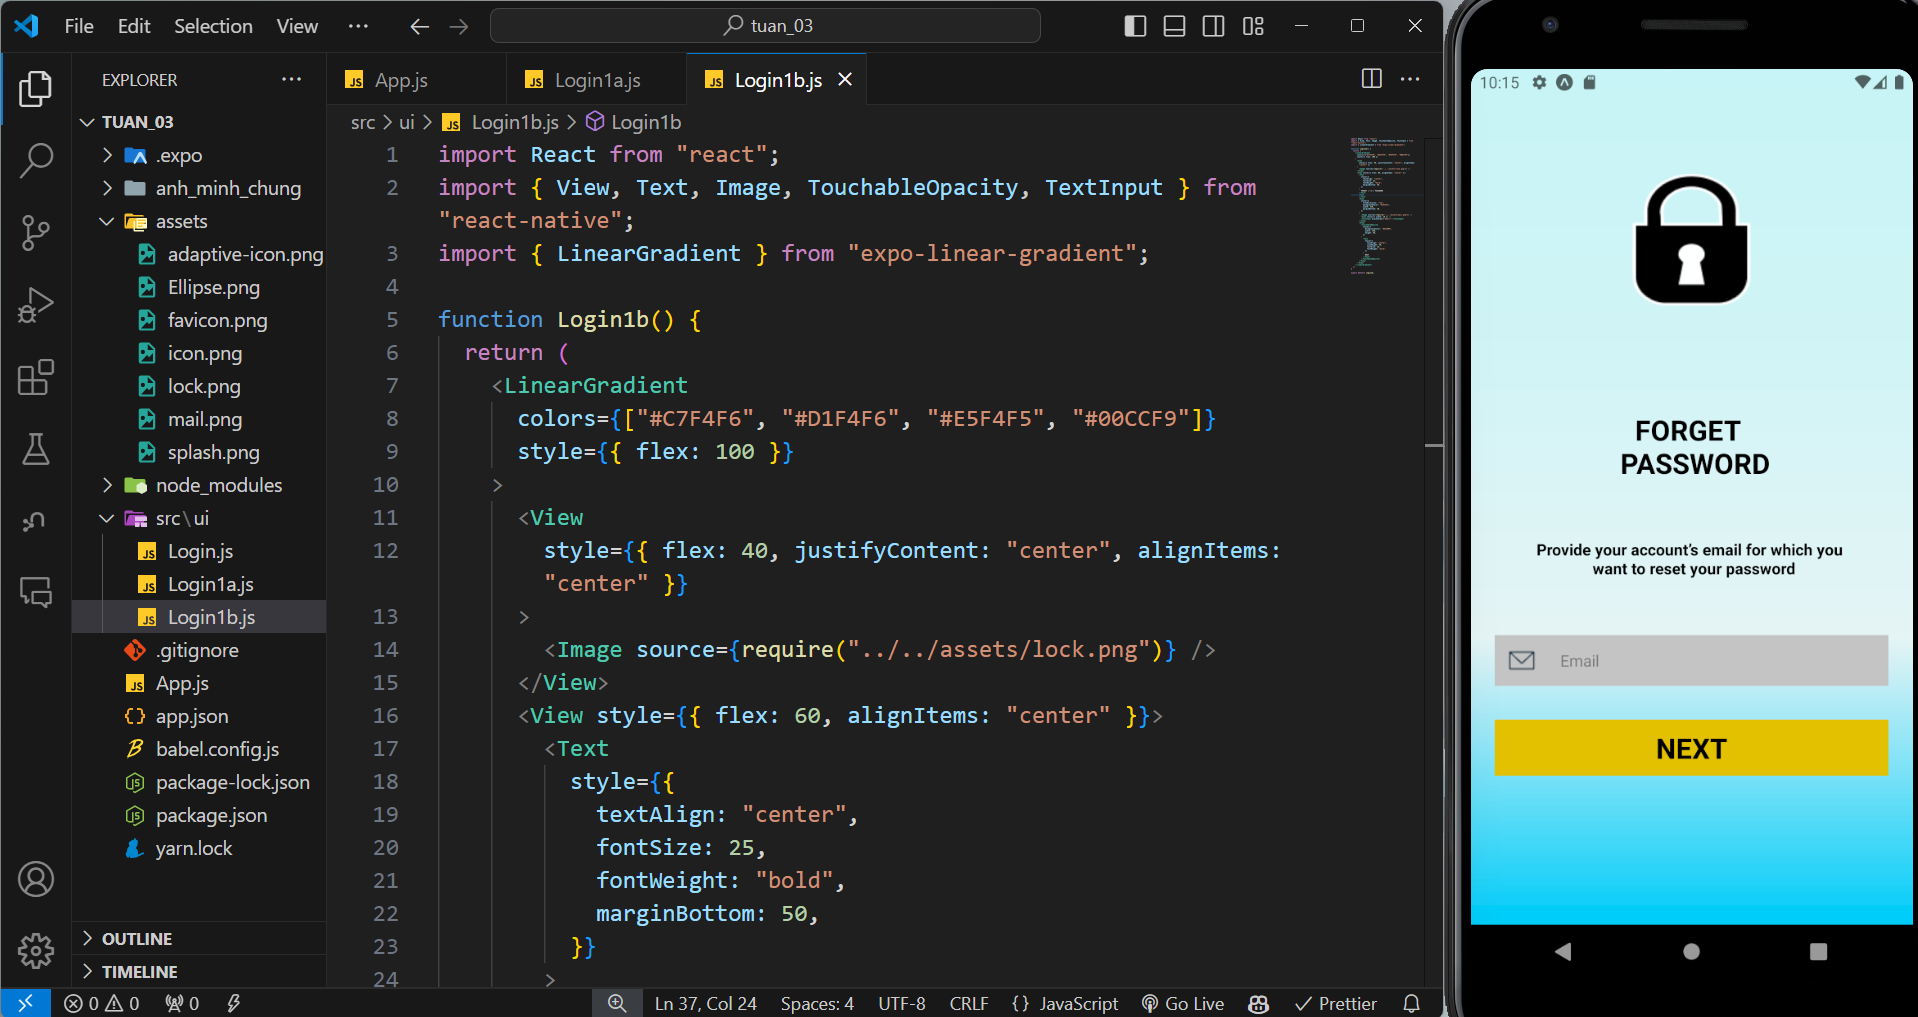 File Edit Selection View ··· tuan_03
EXPLORER ···
TUAN_03
.expo
anh_minh_chung
assets
adaptive-icon.png
Ellipse.png
favicon.png
icon.png
lock.png
mail.png
splash.png
node_modules
src\ui
JS Login.js
JS Login1a.js
JS Login1b.js
.gitignore
JS App.js
{} app.json
babel.config.js
package-lock.json
package.json
yarn.lock
OUTLINE
TIMELINE
JS App.js JS Login1a.js JS Login1b.js
src > ui > JS Login1b.js > Login1b
1 import React from "react";
2 import { View, Text, Image, TouchableOpacity, TextInput } from
"react-native";
3 import { LinearGradient } from "expo-linear-gradient";
4
5 function Login1b() {
6 return (
7 <LinearGradient
8 colors={["#C7F4F6", "#D1F4F6", "#E5F4F5", "#00CCF9"]}
9 style={{ flex: 100 }}
10 >
11 <View
12 style={{ flex: 40, justifyContent: "center", alignItems:
"center" }}
13 >
14 <Image source={require("../../assets/lock.png")} />
15 </View>
16 <View style={{ flex: 60, alignItems: "center" }}>
17 <Text
18 style={{
19 textAlign: "center",
20 fontSize: 25,
21 fontWeight: "bold",
22 marginBottom: 50,
23 }}
24 >
0 0 0 Ln 37, Col 24 Spaces: 4 UTF-8 CRLF {} JavaScript Go Live Prettier
10:15
FORGET
PASSWORD
Provide your account's email for which you
want to reset your password
Email
NEXT